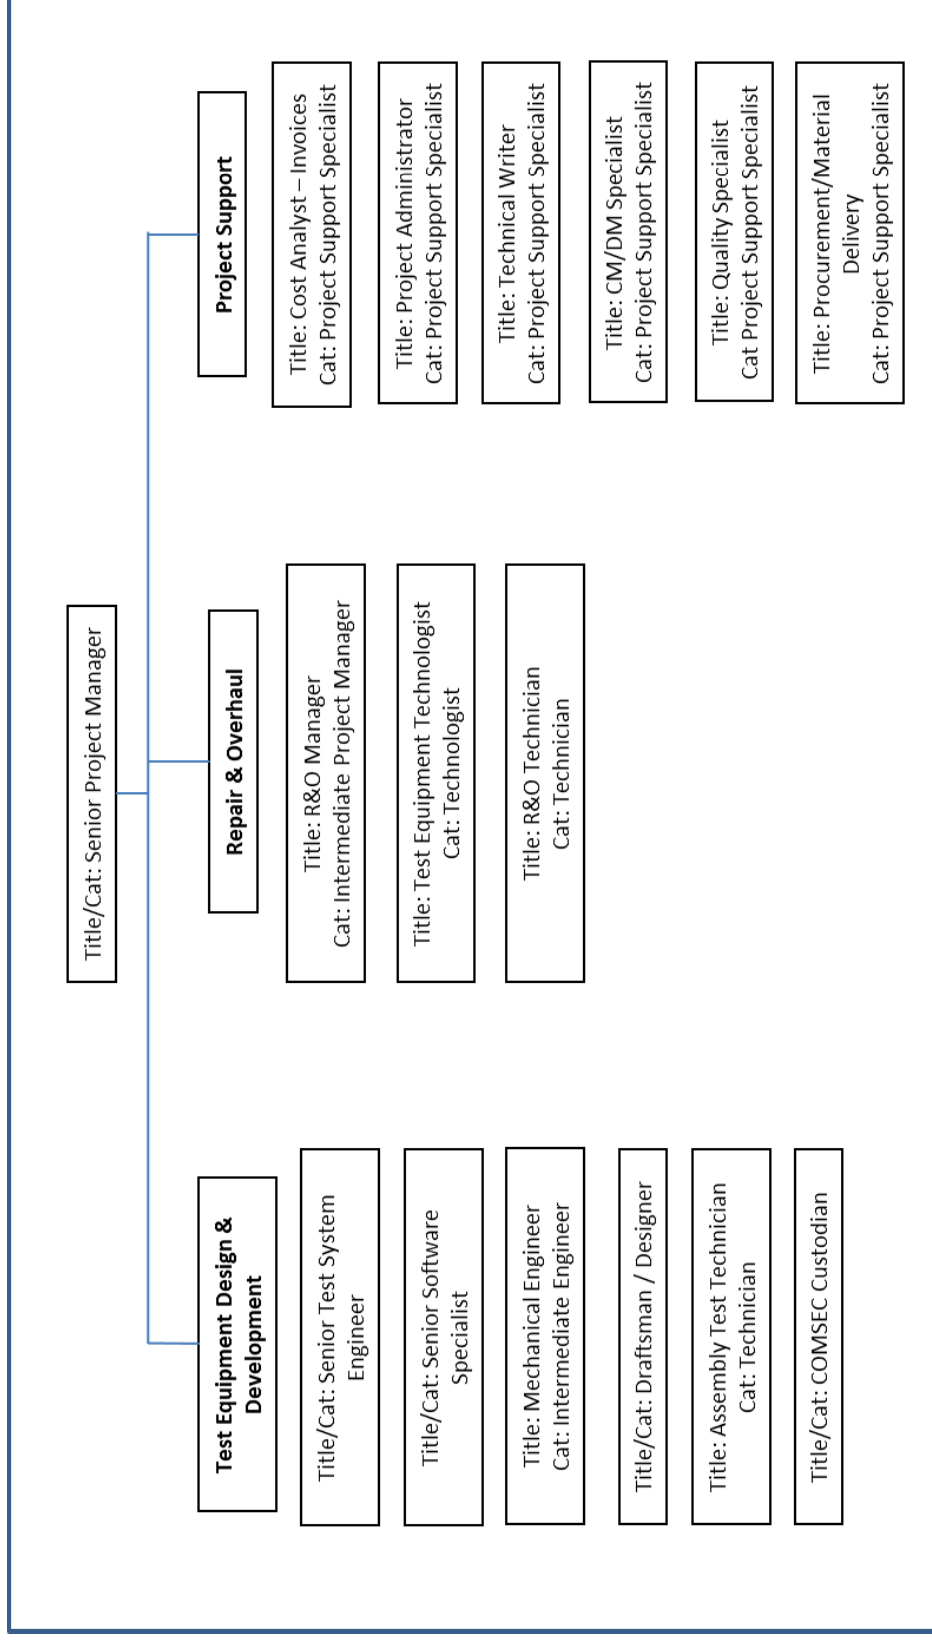 Title/Cat: Senior Project Manager
Test Equipment Design &
Development
Title/Cat: Senior Test System
Engineer
Title/Cat: Senior Software
Specialist
Title: Mechanical Engineer
Cat: Intermediate Engineer
Title/Cat: Draftsman / Designer
Title: Assembly Test Technician
Cat: Technician
Title/Cat: COMSEC Custodian
Repair & Overhaul
Title: R&O Manager
Cat: Intermediate Project Manager
Title: Test Equipment Technologist
Cat: Technologist
Title: R&O Technician
Cat: Technician
Project Support
Title: Cost Analyst – Invoices
Cat: Project Support Specialist
Title: Project Administrator
Cat: Project Support Specialist
Title: Technical Writer
Cat: Project Support Specialist
Title: CM/DM Specialist
Cat: Project Support Specialist
Title: Quality Specialist
Cat Project Support Specialist
Title: Procurement/Material
Delivery
Cat: Project Support Specialist